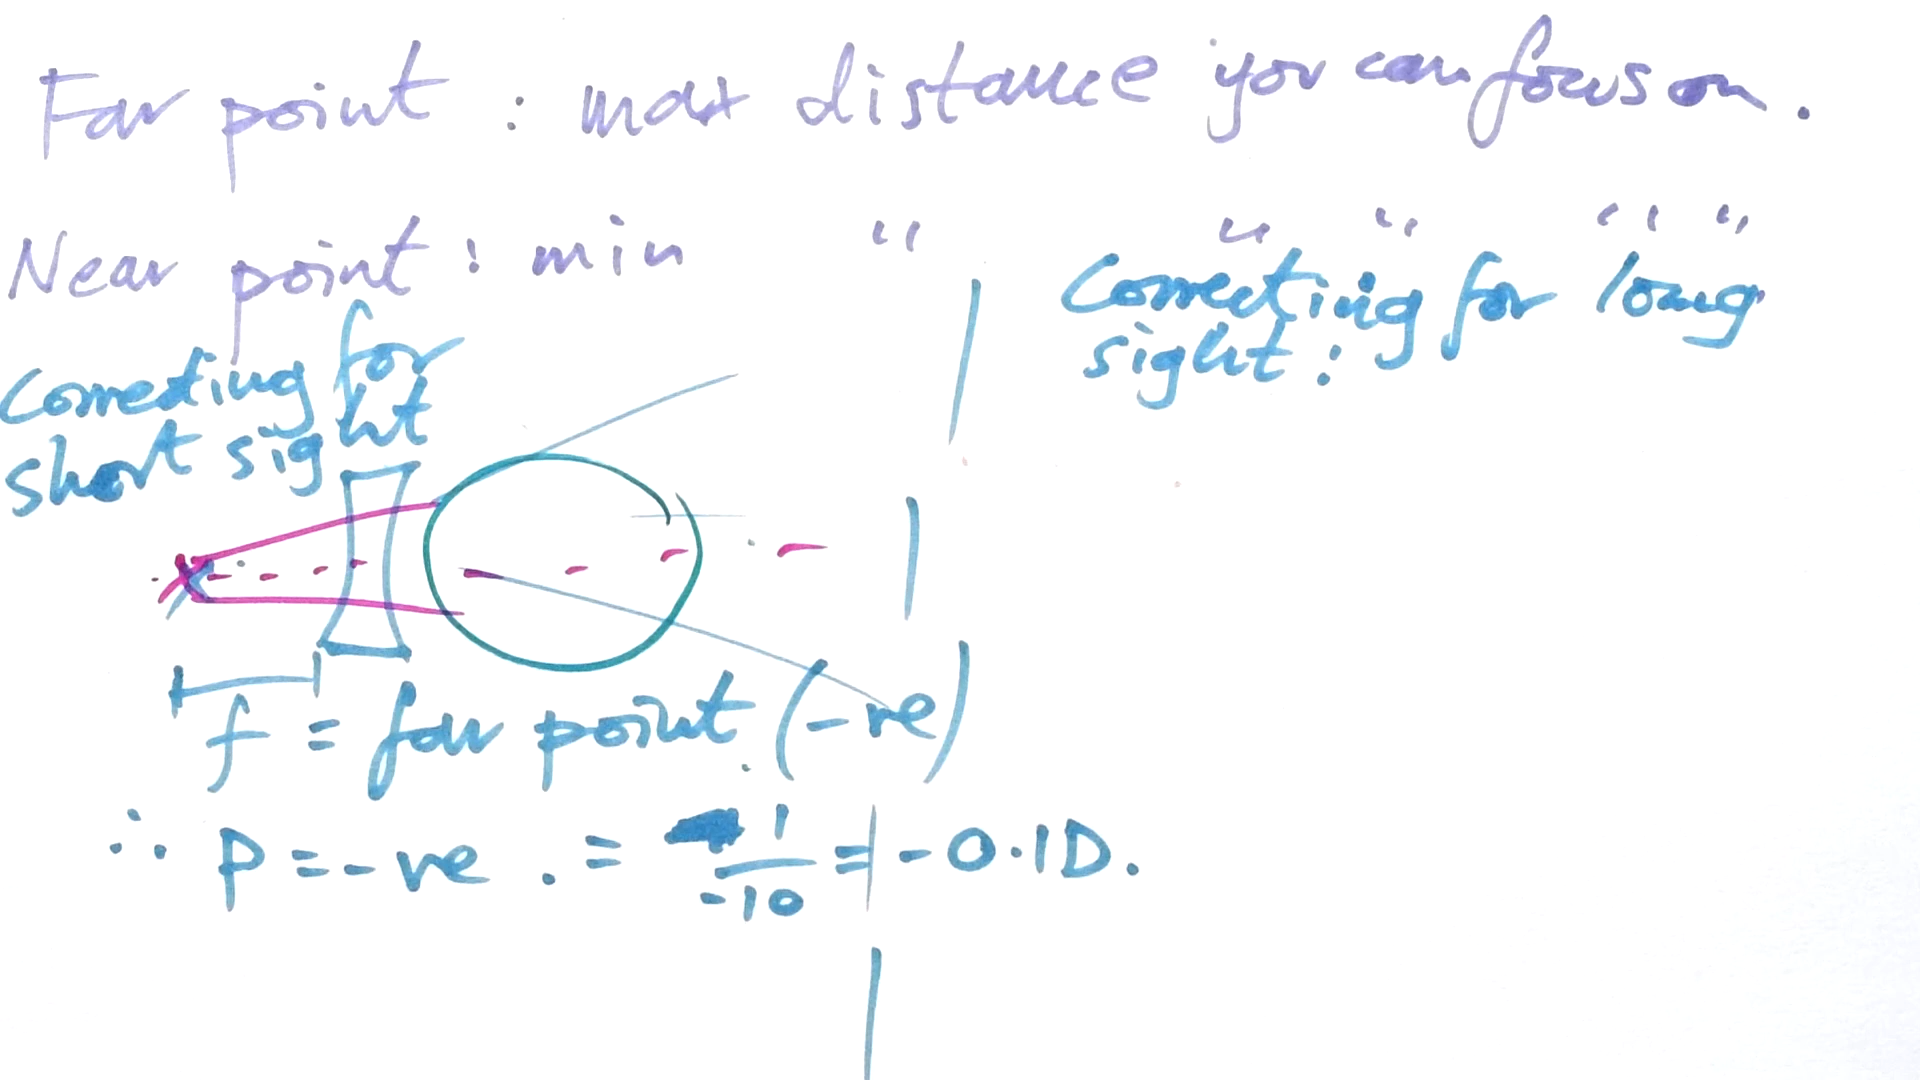 Far point : max distance you can focus on .
Near point : min " " " " "
Correcting for
short sight
Correcting for long
sight :
f = far point (-ve)
∴ P = -ve . = 1/-10 = -0.1D.